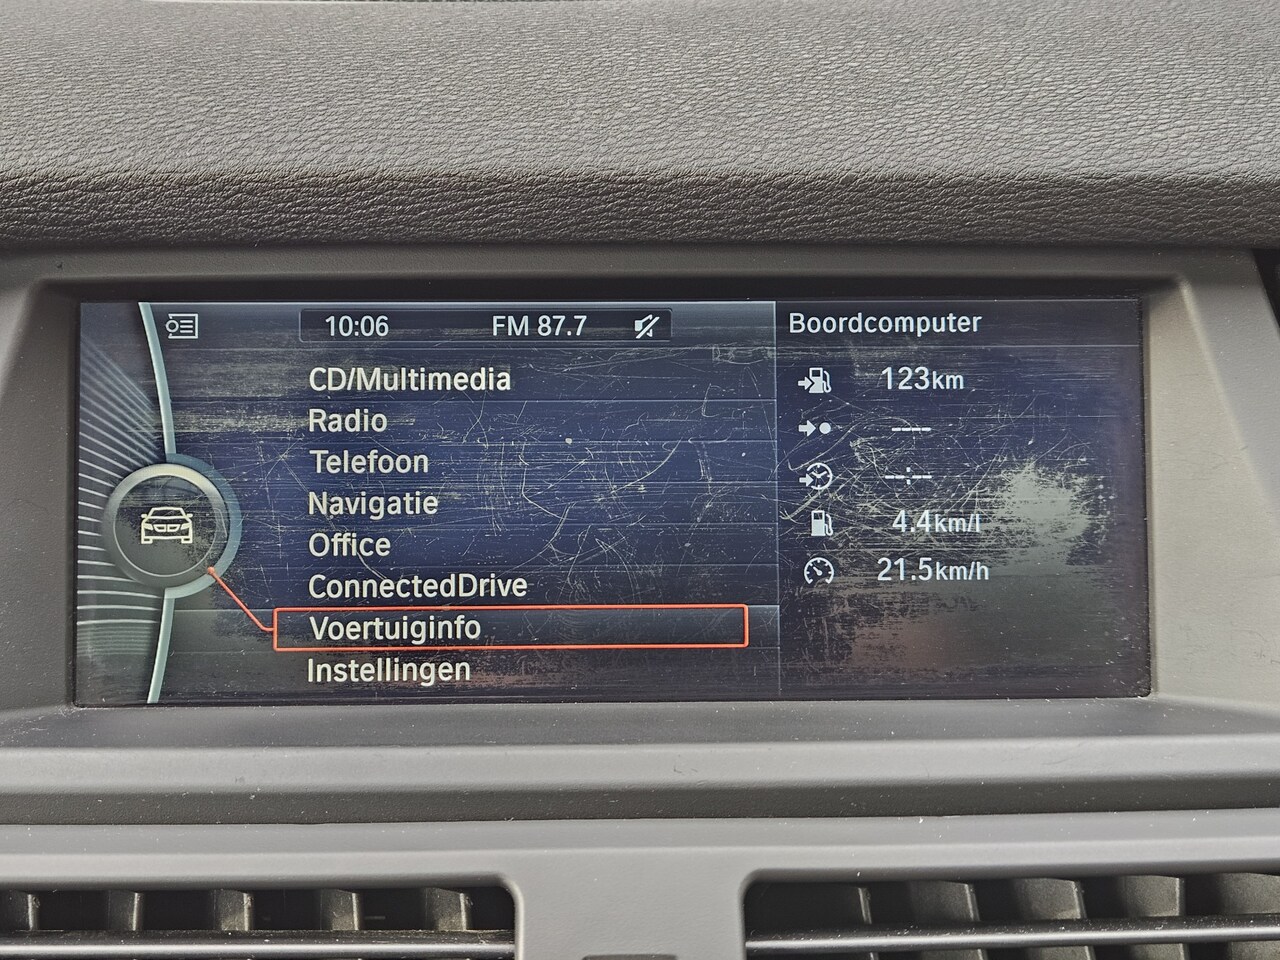 10:06 FM 87.7
CD/Multimedia
Radio
Telefoon
Navigatie
Office
ConnectedDrive
Voertuiginfo
Instellingen
Boordcomputer
123km
----
--:--
4.4km/l
21.5km/h